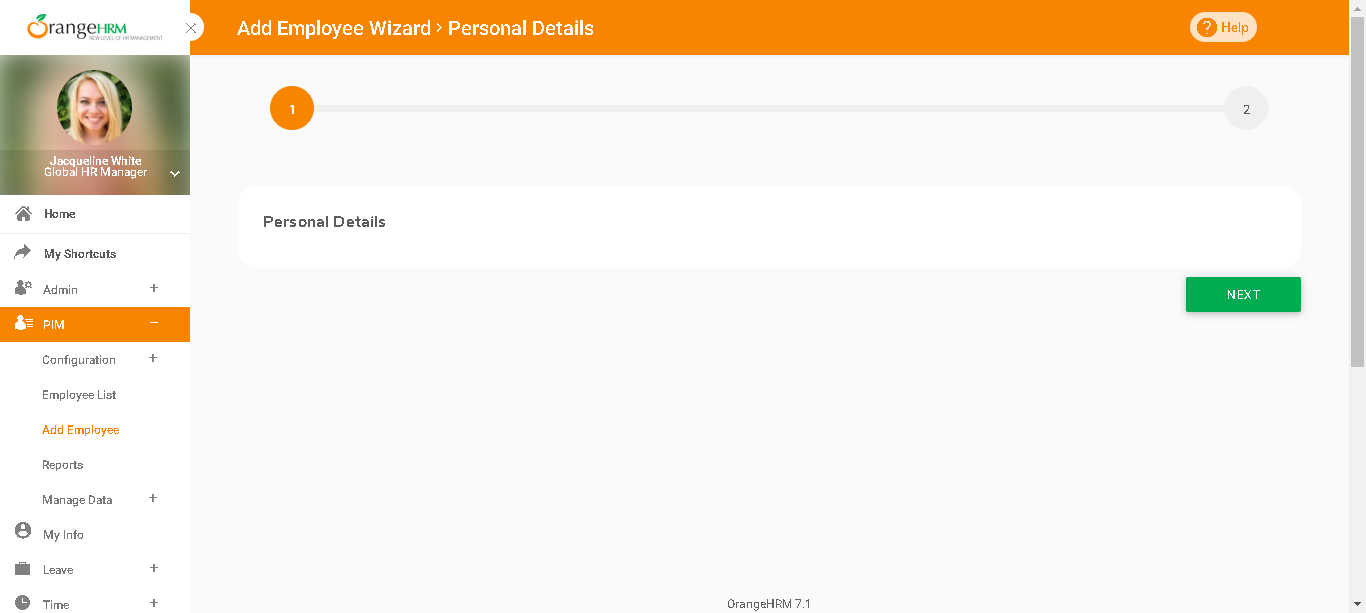 OrangeHRM
NEW LEVEL OF HR MANAGEMENT
Add Employee Wizard > Personal Details
? Help
Jacqueline White
Global HR Manager
Home
My Shortcuts
Admin +
PIM −
Configuration +
Employee List
Add Employee
Reports
Manage Data +
My Info
Leave +
Time +
1
2
Personal Details
NEXT
OrangeHRM 7.1